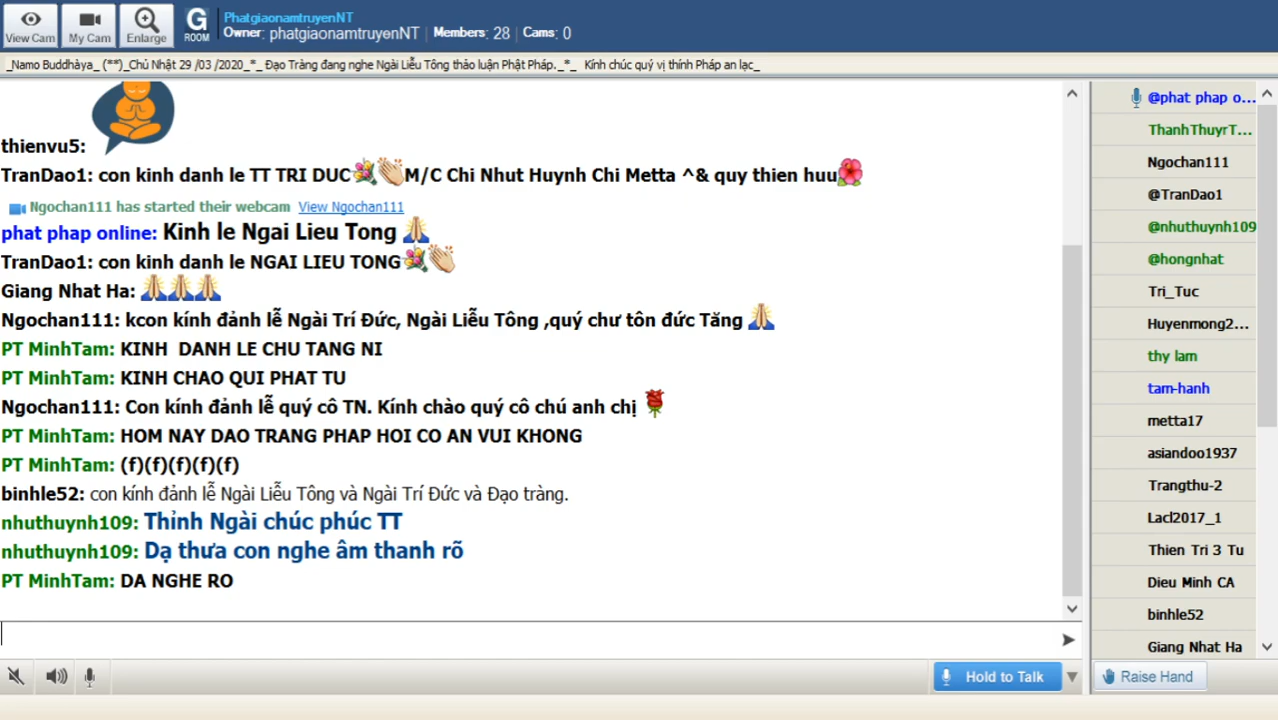 View Cam
My Cam
Enlarge
G
ROOM
PhatgiaonamtruyenNT
Owner: phatgiaonamtruyenNT | Members: 28 | Cams: 0
_Namo Buddhàya_ (**)_Chủ Nhật 29 /03 /2020_*_ Đạo Tràng đang nghe Ngài Liễu Tông thảo luận Phật Pháp._*_ Kính chúc quý vị thính Pháp an lạc_
thienvu5:
TranDao1: con kinh danh le TT TRI DUC💐👏M/C Chi Nhut Huynh Chi Metta ^& quy thien huu🌺
Ngochan111 has started their webcam View Ngochan111
phat phap online: Kinh le Ngai Lieu Tong 🙏
TranDao1: con kinh danh le NGAI LIEU TONG💐👏
Giang Nhat Ha: 🙏🙏🙏
Ngochan111: kcon kính đảnh lễ Ngài Trí Đức, Ngài Liễu Tông ,quý chư tôn đức Tăng 🙏
PT MinhTam: KINH DANH LE CHU TANG NI
PT MinhTam: KINH CHAO QUI PHAT TU
Ngochan111: Con kính đảnh lễ quý cô TN. Kính chào quý cô chú anh chị 🌹
PT MinhTam: HOM NAY DAO TRANG PHAP HOI CO AN VUI KHONG
PT MinhTam: (f)(f)(f)(f)(f)
binhle52: con kính đảnh lễ Ngài Liễu Tông và Ngài Trí Đức và Đạo tràng.
nhuthuynh109: Thỉnh Ngài chúc phúc TT
nhuthuynh109: Dạ thưa con nghe âm thanh rõ
PT MinhTam: DA NGHE RO
Hold to Talk
@phat phap o...
ThanhThuyrT...
Ngochan111
@TranDao1
@nhuthuynh109
@hongnhat
Tri_Tuc
Huyenmong2...
thy lam
tam-hanh
metta17
asiandoo1937
Trangthu-2
Lacl2017_1
Thien Tri 3 Tu
Dieu Minh CA
binhle52
Giang Nhat Ha
Raise Hand